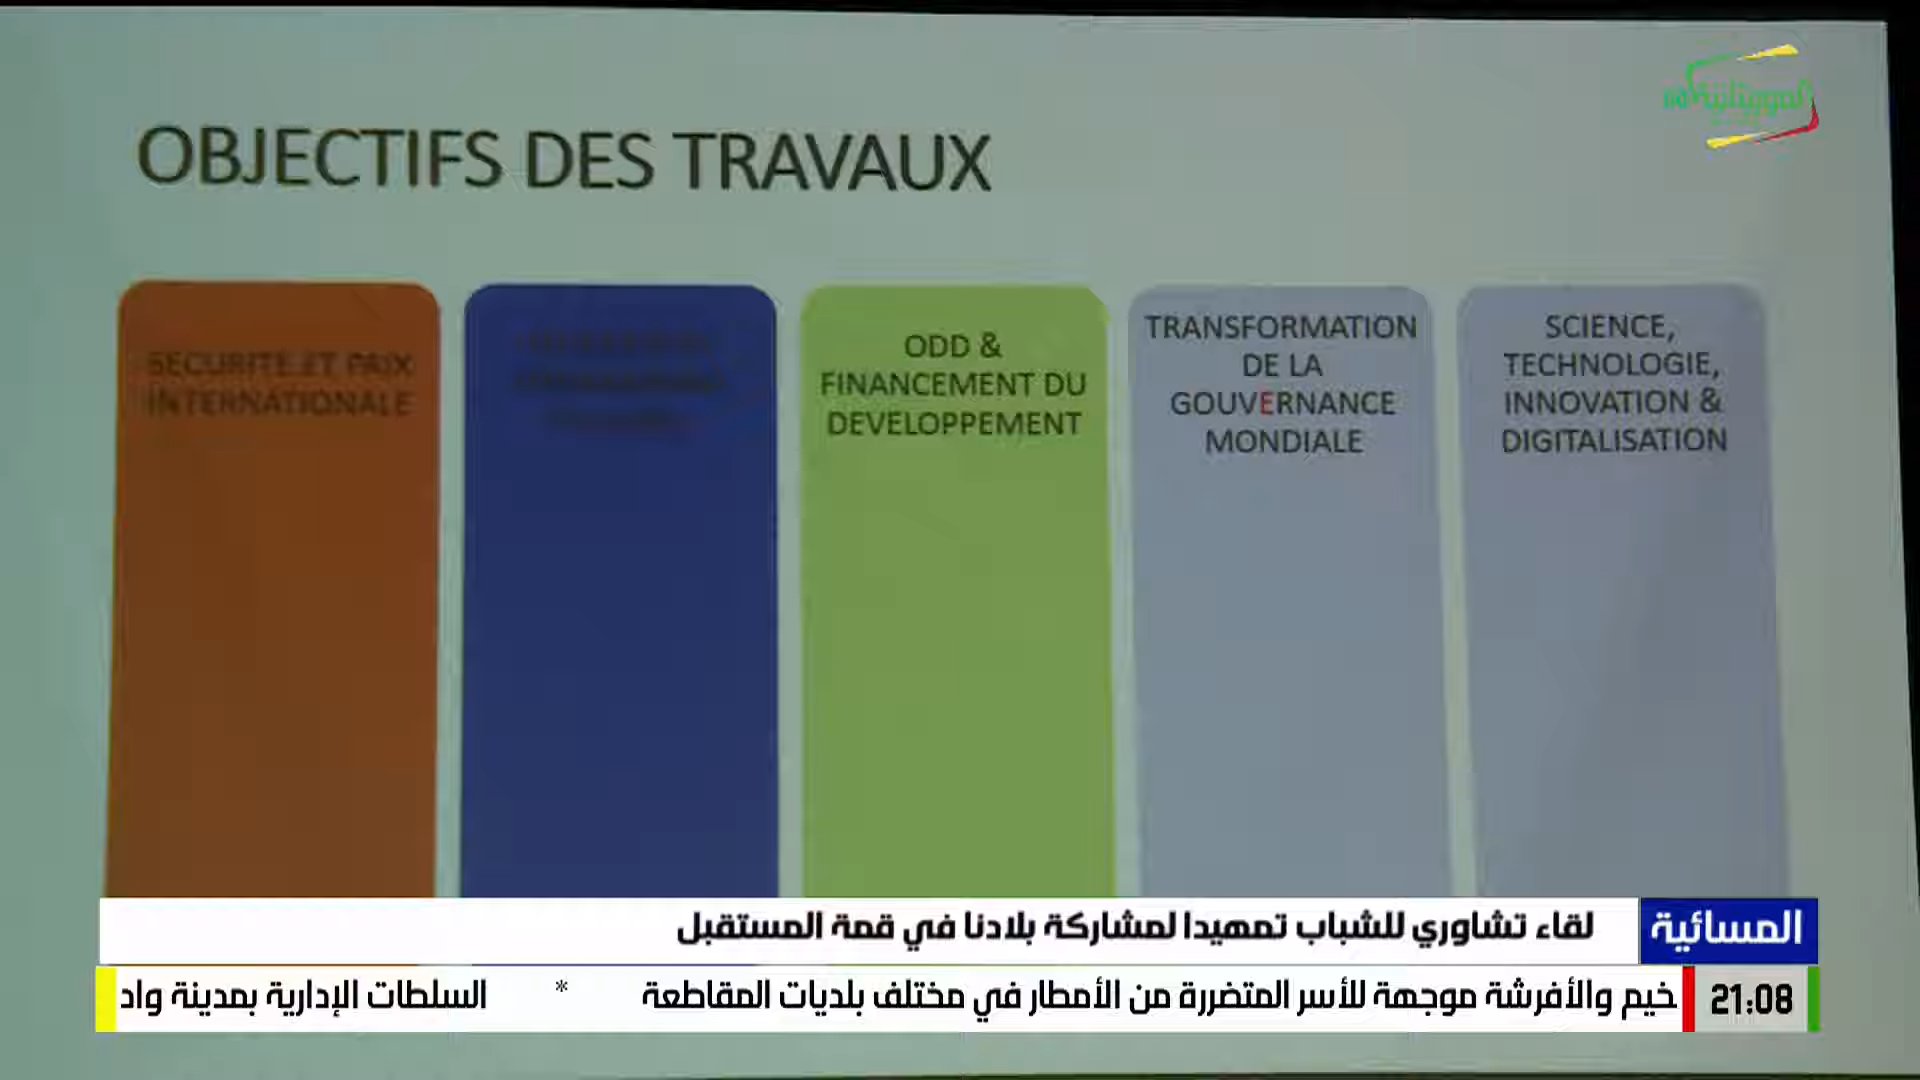 OBJECTIFS DES TRAVAUX
SECURITE ET PAIX
INTERNATIONALE
ODD &
FINANCEMENT DU
DEVELOPPEMENT
TRANSFORMATION
DE LA
GOUVERNANCE
MONDIALE
SCIENCE,
TECHNOLOGIE,
INNOVATION &
DIGITALISATION
المسائية
لقاء تشاوري للشباب تمهيدا لمشاركة بلادنا في قمة المستقبل
21:08
خيم والأفرشة موجهة للأسر المتضررة من الأمطار في مختلف بلديات المقاطعة * السلطات الإدارية بمدينة واد